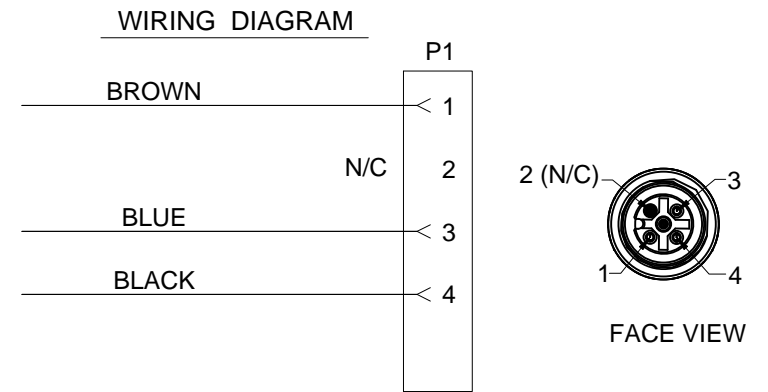 WIRING DIAGRAM
P1
BROWN 1
N/C 2
BLUE 3
BLACK 4
2 (N/C) 3
1 4
FACE VIEW